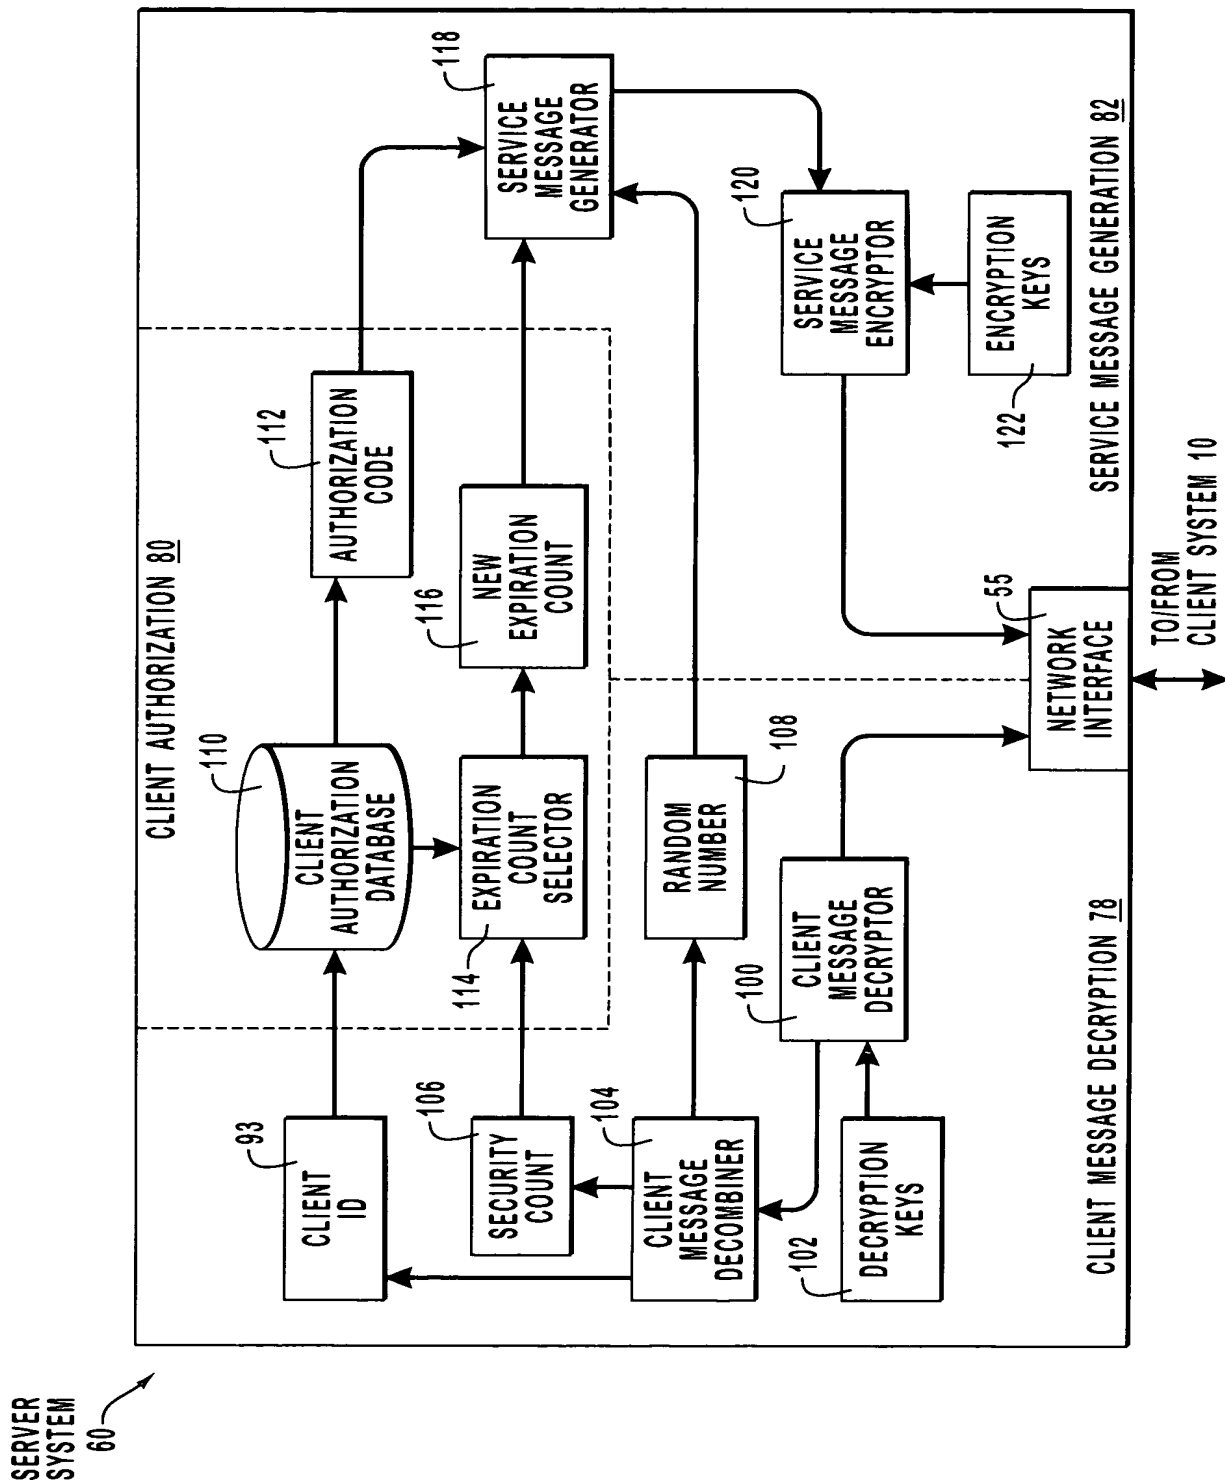 SERVER
SYSTEM
60
CLIENT AUTHORIZATION 80
93
CLIENT
ID
110
CLIENT
AUTHORIZATION
DATABASE
112
AUTHORIZATION
CODE
106
SECURITY
COUNT
114
EXPIRATION
COUNT
SELECTOR
116
NEW
EXPIRATION
COUNT
118
SERVICE
MESSAGE
GENERATOR
104
CLIENT
MESSAGE
DECOMBINER
108
RANDOM
NUMBER
100
CLIENT
MESSAGE
DECRYPTOR
120
SERVICE
MESSAGE
ENCRYPTOR
102
DECRYPTION
KEYS
122
ENCRYPTION
KEYS
55
NETWORK
INTERFACE
CLIENT MESSAGE DECRYPTION 78
SERVICE MESSAGE GENERATION 82
TO/FROM
CLIENT SYSTEM 10